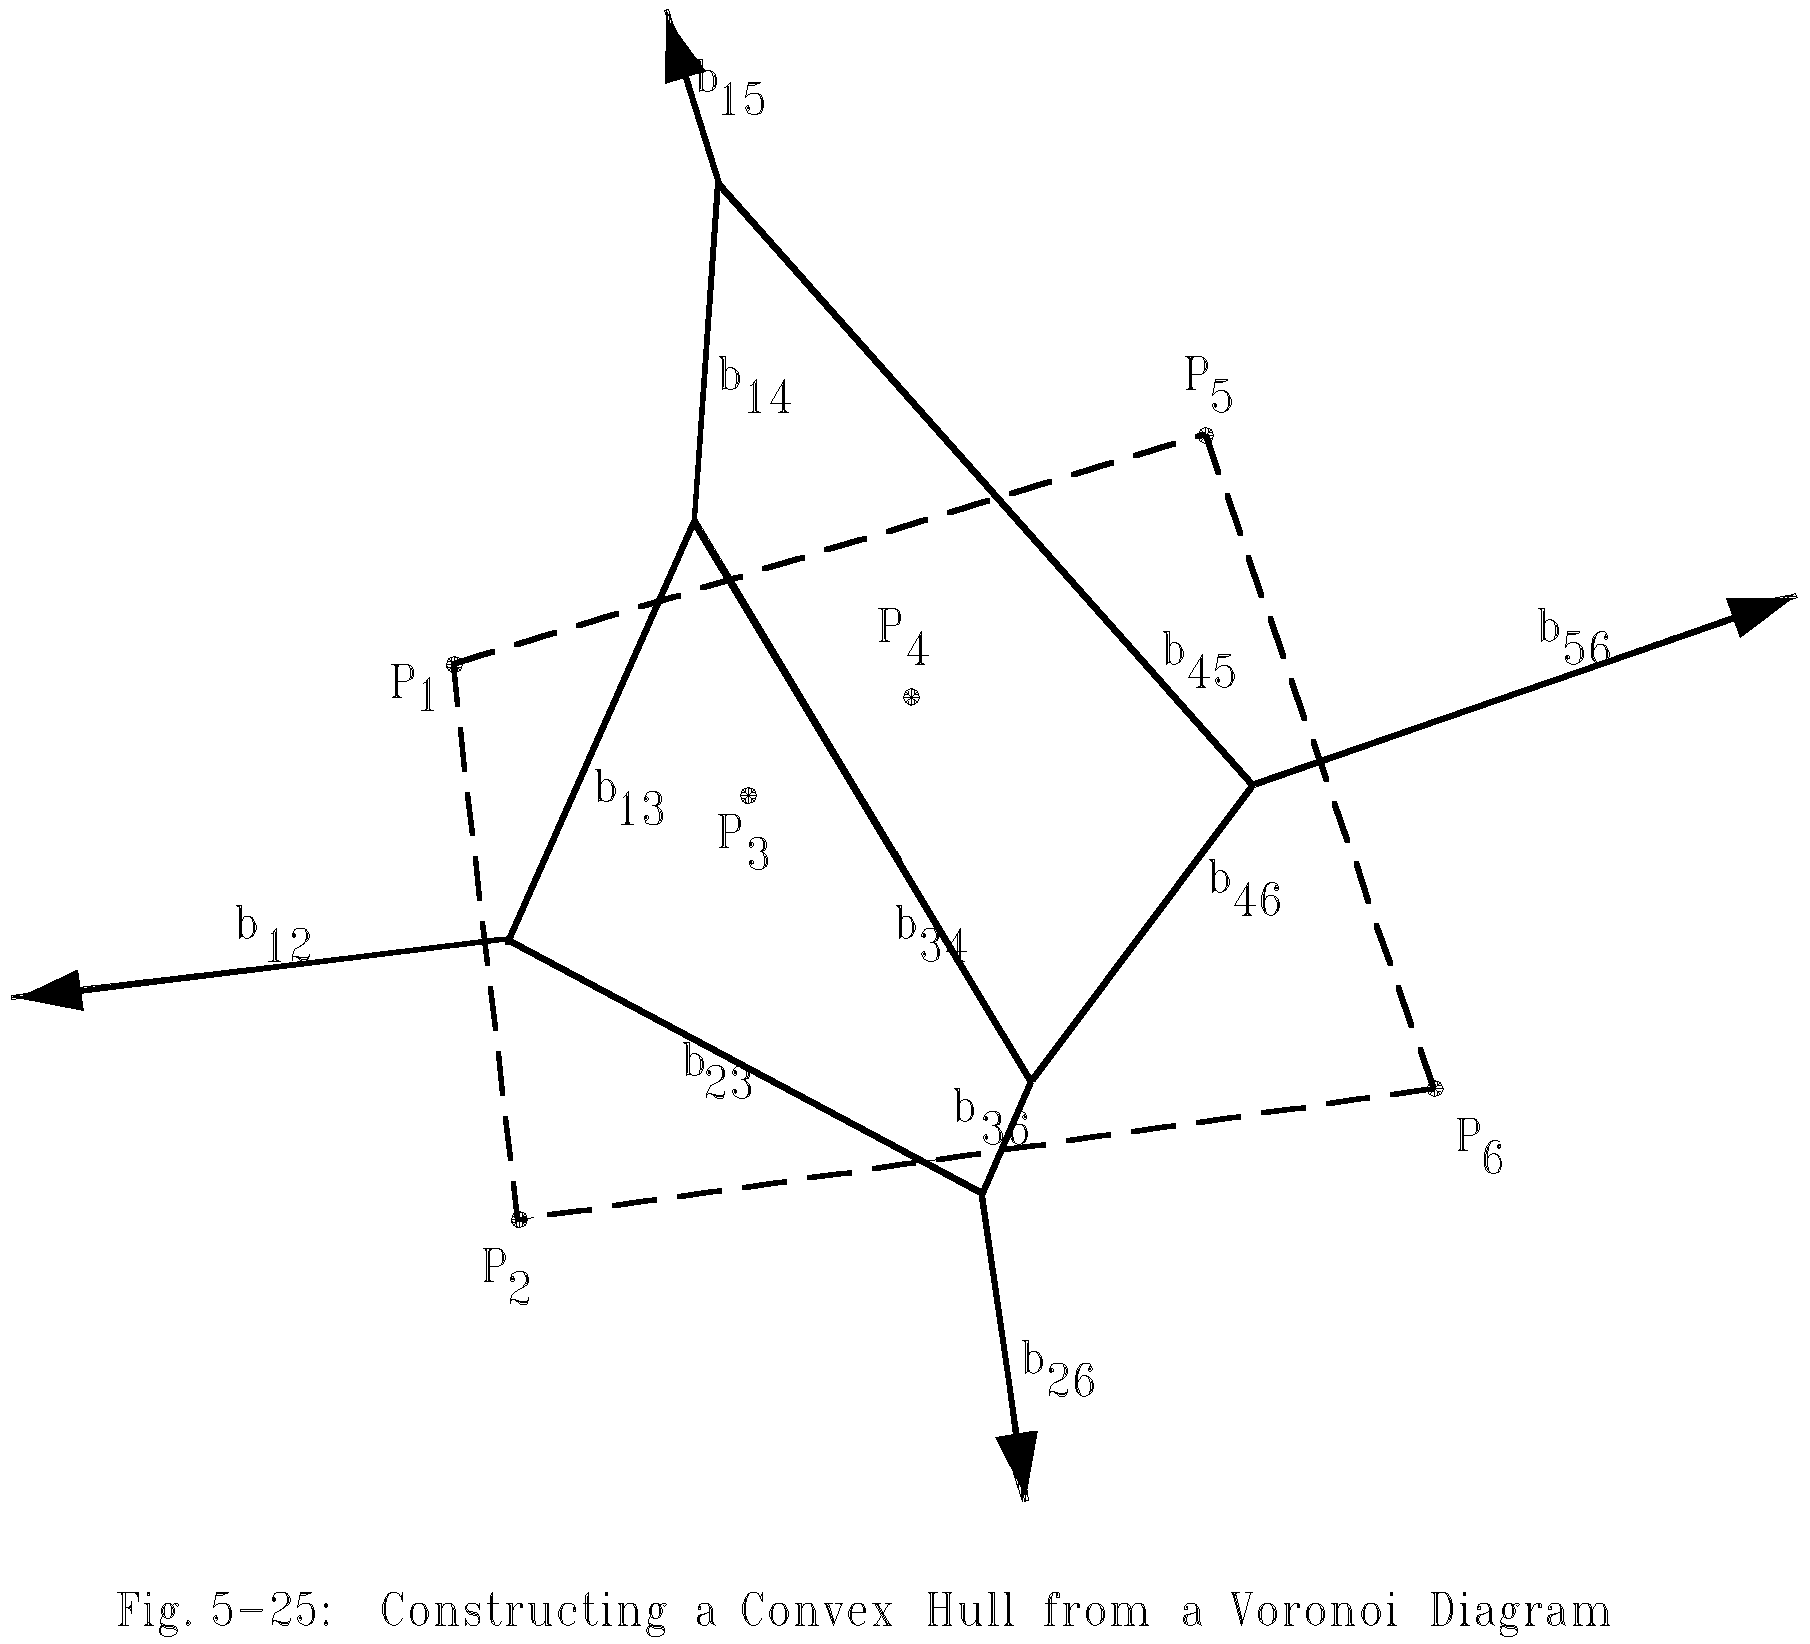 b15
b14
P5
b56
P4
b45
P1
b13
P3
b46
b12
b34
b23
b36
P6
P2
b26
Fig. 5-25: Constructing a Convex Hull from a Voronoi Diagram